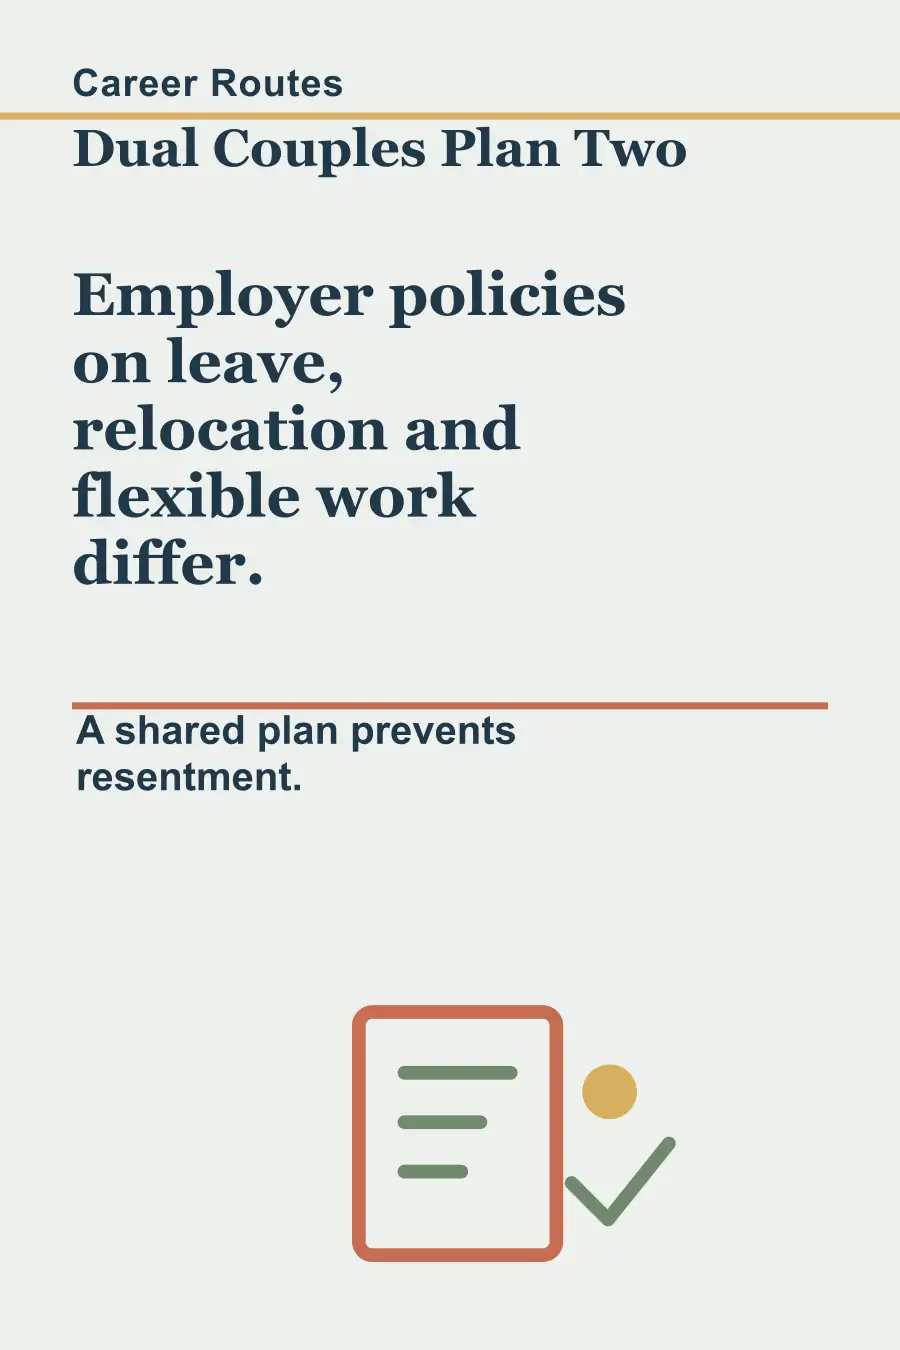 Career Routes
Dual Couples Plan Two
Employer policies
on leave,
relocation and
flexible work
differ.
A shared plan prevents
resentment.